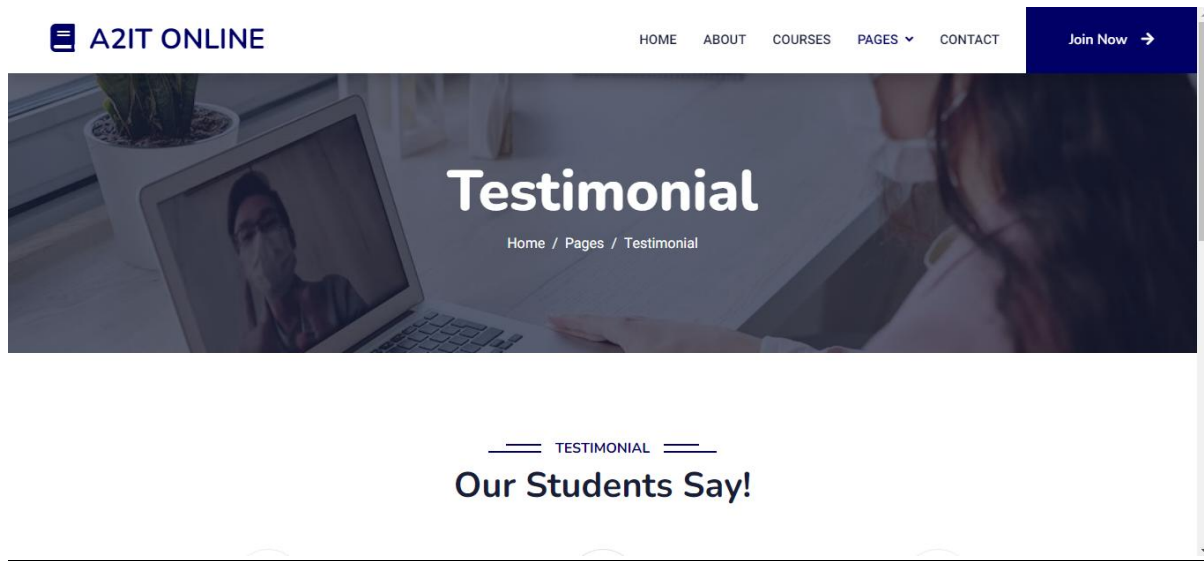 A2IT ONLINE
HOME ABOUT COURSES PAGES CONTACT Join Now
Testimonial
Home / Pages / Testimonial
TESTIMONIAL
Our Students Say!